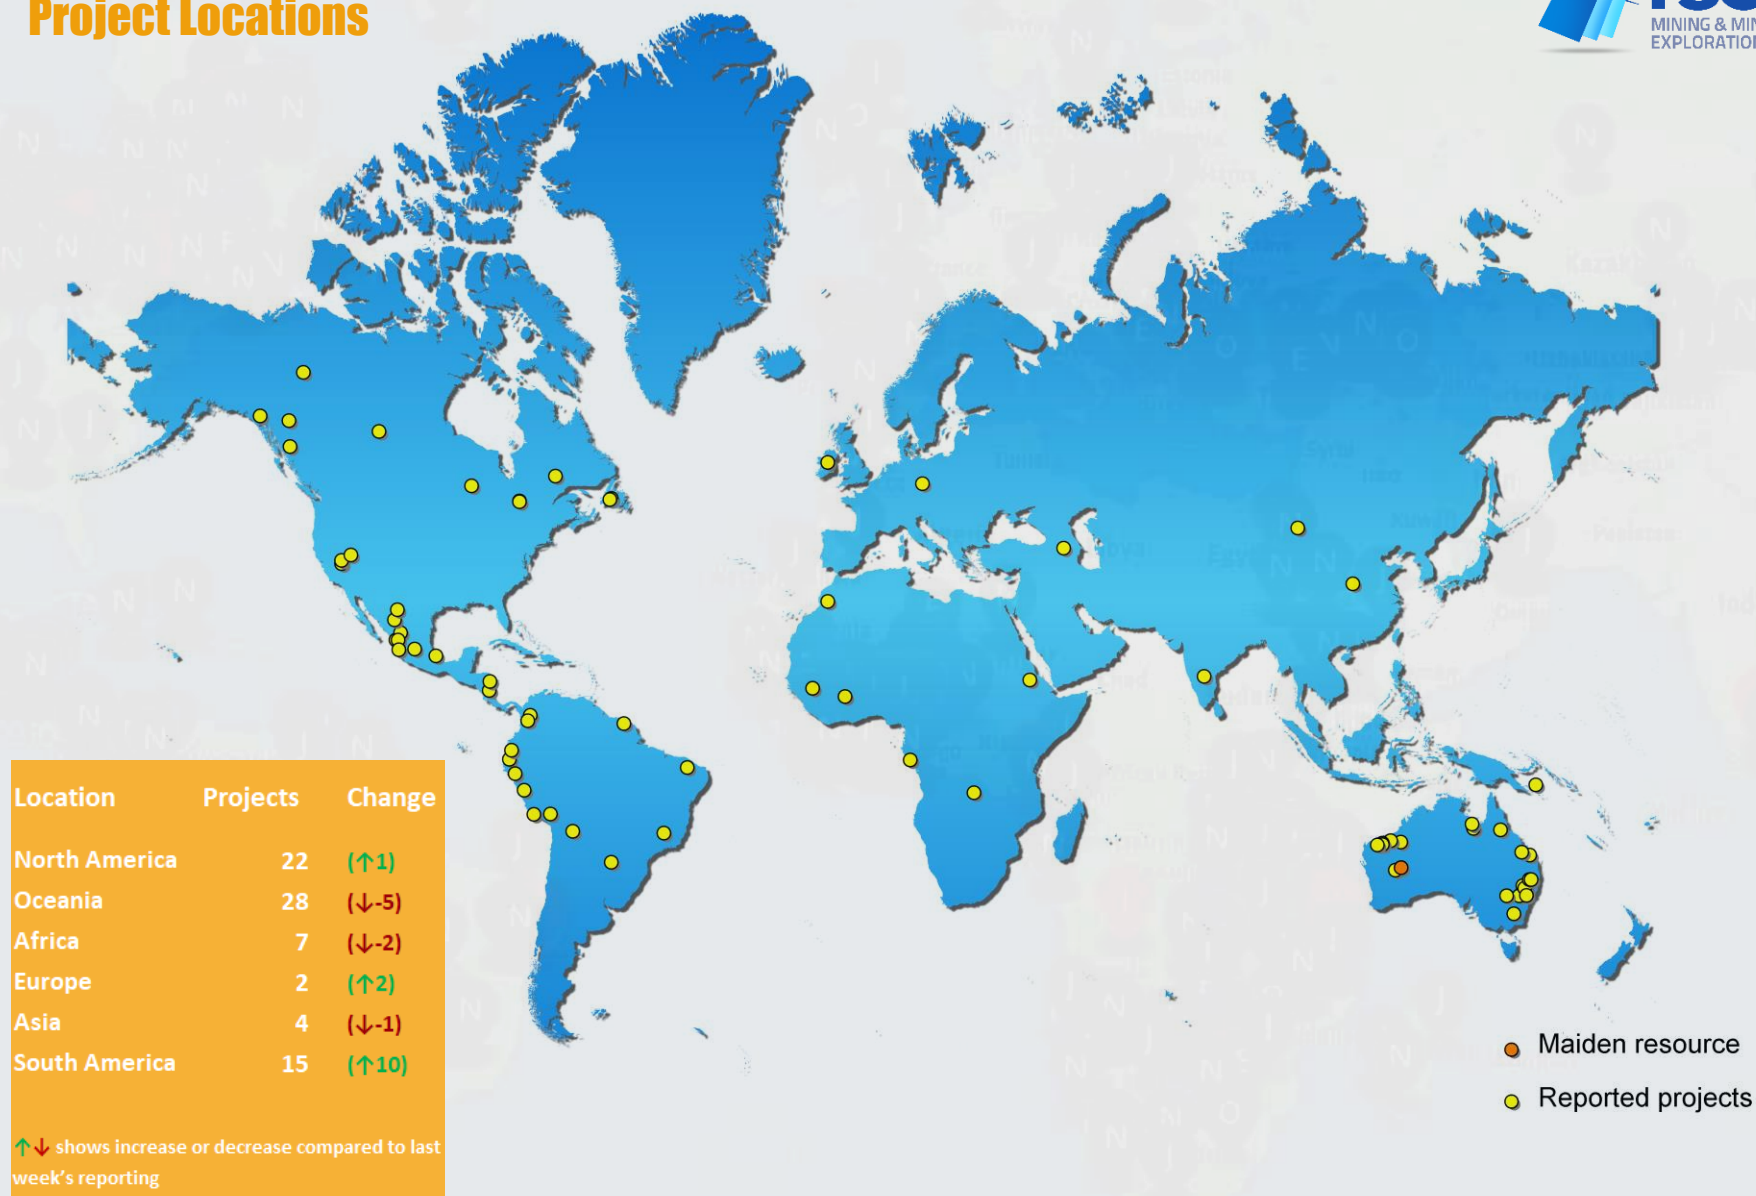 Project Locations
MINING & MIN
EXPLORATION
Location Projects Change
North America 22 (↑1)
Oceania 28 (↓-5)
Africa 7 (↓-2)
Europe 2 (↑2)
Asia 4 (↓-1)
South America 15 (↑10)
↑↓ shows increase or decrease compared to last
week's reporting
Maiden resource
Reported projects